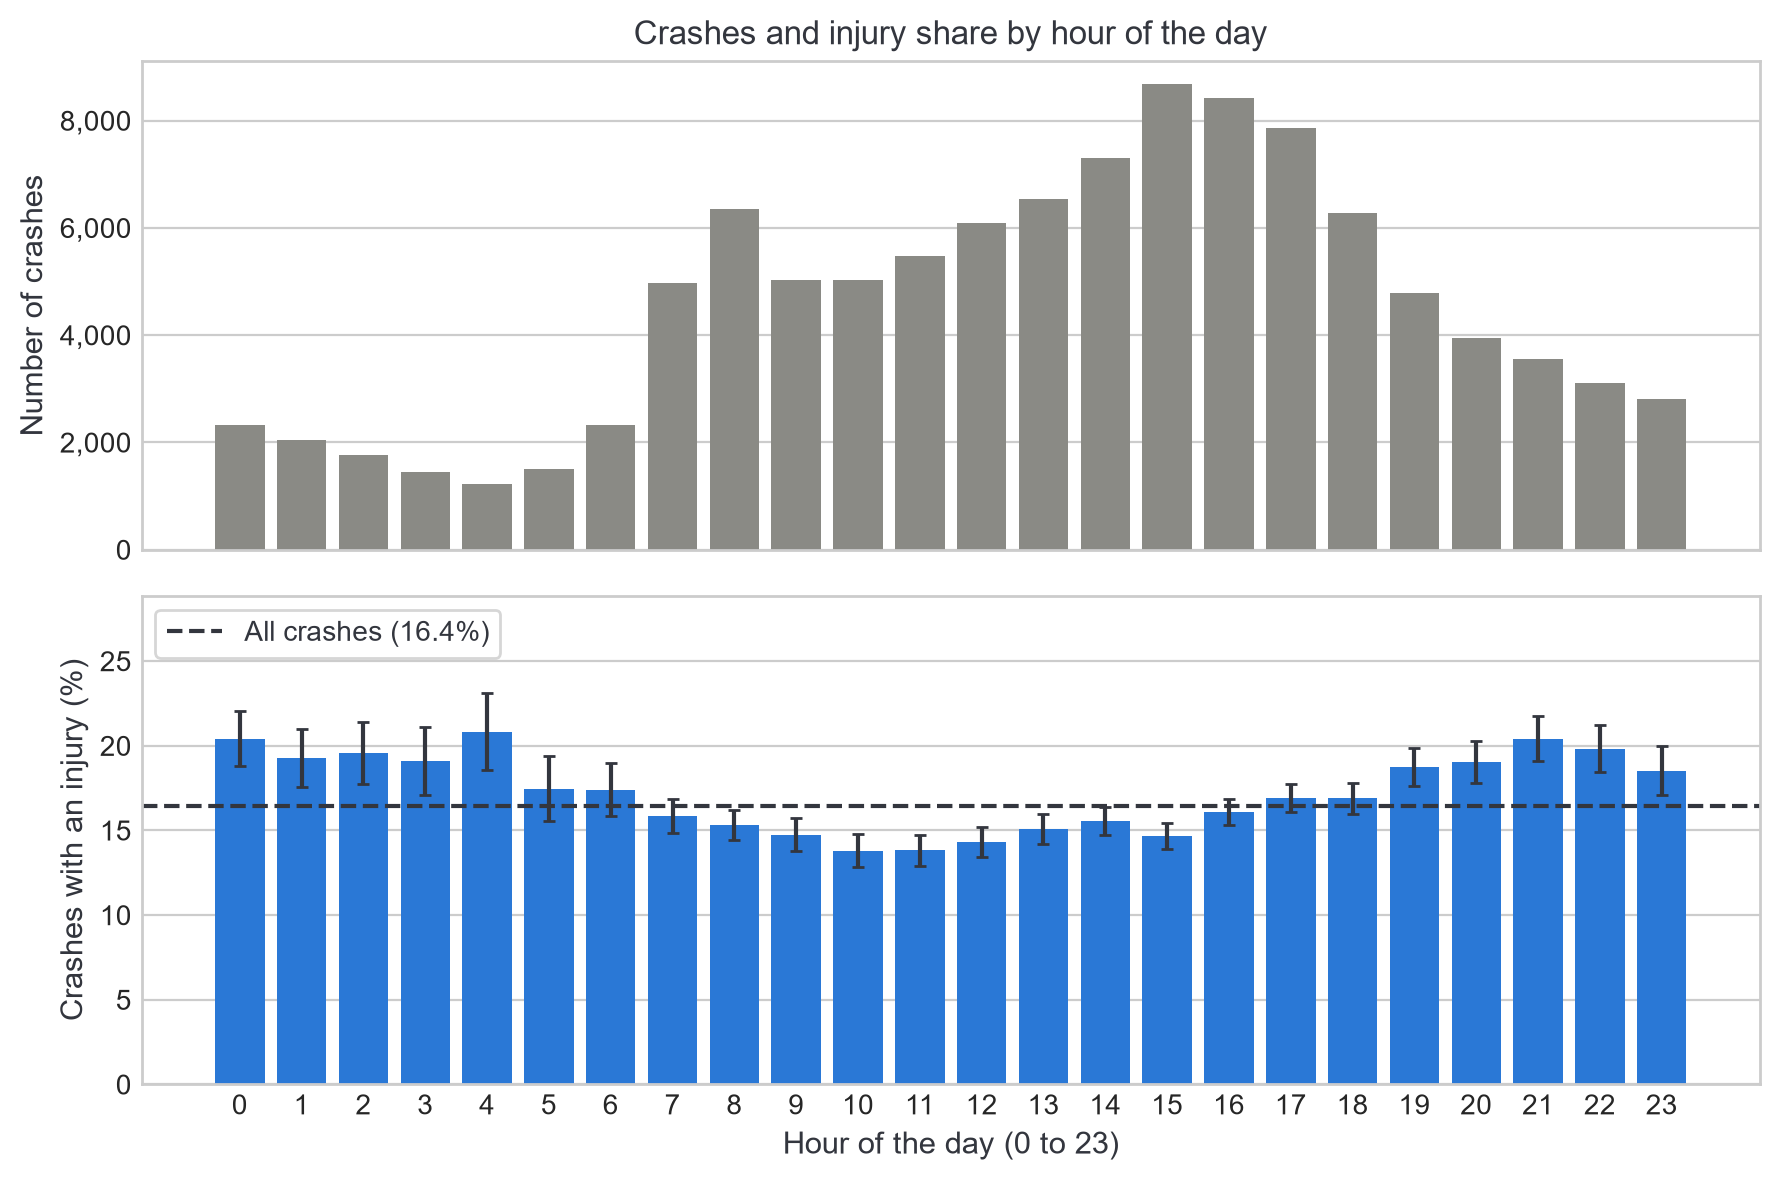 Crashes and injury share by hour of the day
Number of crashes
8,000
6,000
4,000
2,000
0
All crashes (16.4%)
Crashes with an injury (%)
25
20
15
10
5
0
0 1 2 3 4 5 6 7 8 9 10 11 12 13 14 15 16 17 18 19 20 21 22 23
Hour of the day (0 to 23)